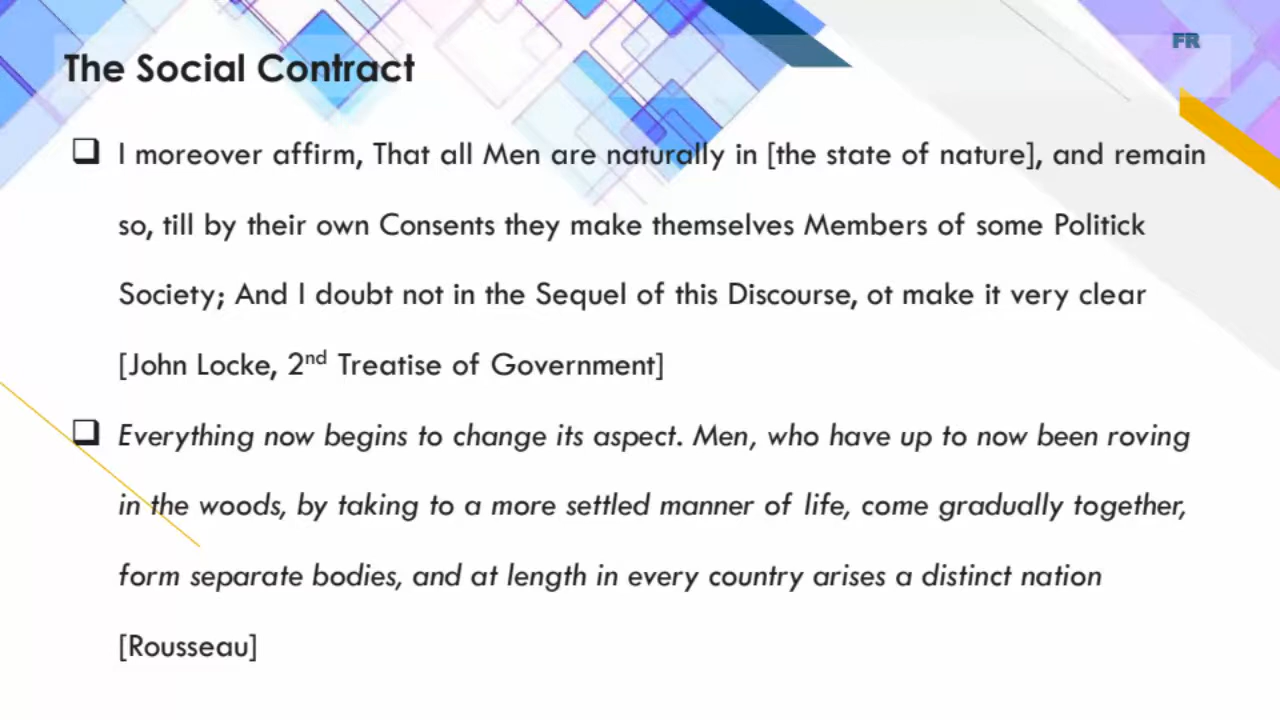 The Social Contract
FR
❑ I moreover affirm, That all Men are naturally in [the state of nature], and remain
so, till by their own Consents they make themselves Members of some Politick
Society; And I doubt not in the Sequel of this Discourse, ot make it very clear
[John Locke, 2nd Treatise of Government]
❑ Everything now begins to change its aspect. Men, who have up to now been roving
in the woods, by taking to a more settled manner of life, come gradually together,
form separate bodies, and at length in every country arises a distinct nation
[Rousseau]